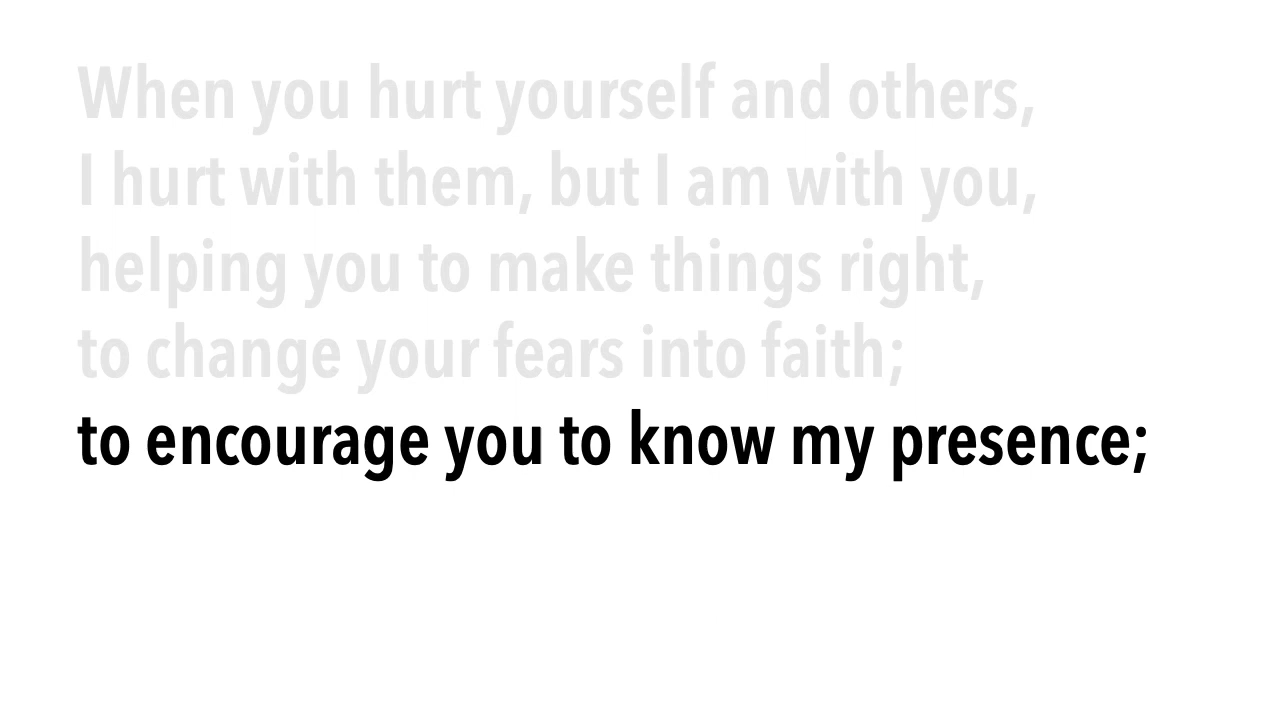 When you hurt yourself and others,
I hurt with them, but I am with you,
helping you to make things right,
to change your fears into faith;
to encourage you to know my presence;